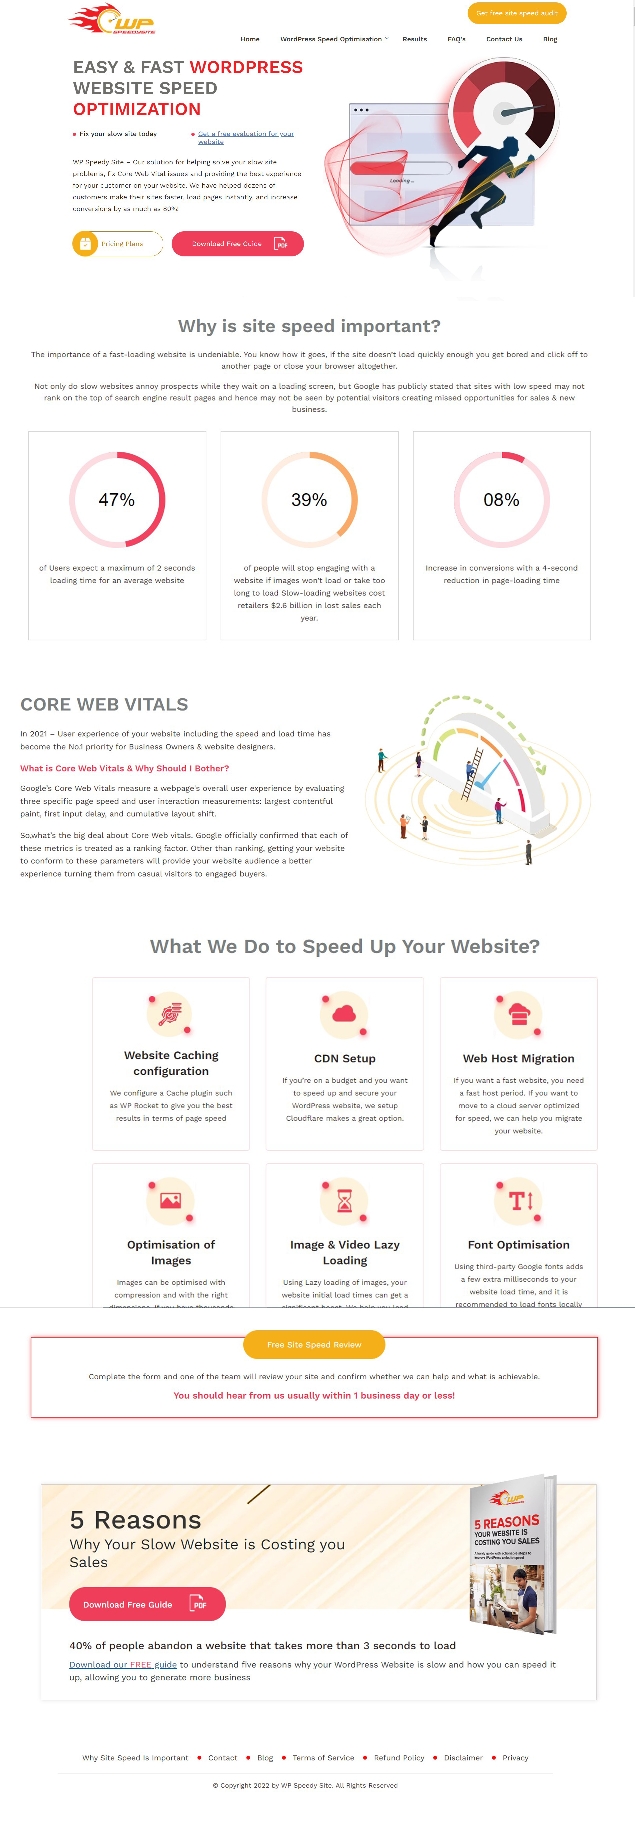 WP
SPEEDYSITE
Get free site speed audit
Home
WordPress Speed Optimisation
Results
FAQ's
Contact Us
Blog
EASY & FAST WORDPRESS
WEBSITE SPEED
OPTIMIZATION
Fix your slow site today
Get a free evaluation for your
website
WP Speedy Site – Our solution for helping solve your slow site
problems, fix Core Web Vital issues and providing the best experience
for your customer on your website. We have helped dozens of
customers make their sites faster, load pages instantly, and increase
conversions by as much as 60%!
Pricing Plans
Download Free Guide
PDF
Loading ...
Why is site speed important?
The importance of a fast-loading website is undeniable. You know how it goes, if the site doesn't load quickly enough you get bored and click off to
another page or close your browser altogether.
Not only do slow websites annoy prospects while they wait on a loading screen, but Google has publicly stated that sites with low speed may not
rank on the top of search engine result pages and hence may not be seen by potential visitors creating missed opportunities for sales & new
business.
47%
of Users expect a maximum of 2 seconds
loading time for an average website
39%
of people will stop engaging with a
website if images won't load or take too
long to load Slow-loading websites cost
retailers $2.6 billion in lost sales each
year.
08%
Increase in conversions with a 4-second
reduction in page-loading time
CORE WEB VITALS
In 2021 – User experience of your website including the speed and load time has
become the No.1 priority for Business Owners & website designers.
What is Core Web Vitals & Why Should I Bother?
Google's Core Web Vitals measure a webpage's overall user experience by evaluating
three specific page speed and user interaction measurements: largest contentful
paint, first input delay, and cumulative layout shift.
So,what's the big deal about Core Web vitals. Google officially confirmed that each of
these metrics is treated as a ranking factor. Other than ranking, getting your website
to conform to these parameters will provide your website audience a better
experience turning them from casual visitors to engaged buyers.
What We Do to Speed Up Your Website?
Website Caching
configuration
We configure a Cache plugin such
as WP Rocket to give you the best
results in terms of page speed
CDN Setup
If you're on a budget and you want
to speed up and secure your
WordPress website, we setup
Cloudflare makes a great option.
Web Host Migration
If you want a fast website, you need
a fast host period. If you want to
move to a cloud server optimized
for speed, we can help you migrate
your website.
Optimisation of
Images
Images can be optimised with
compression and with the right
dimensions. If you have thousands
Image & Video Lazy
Loading
Using Lazy loading of images, your
website initial load times can get a
significant boost. We help you load
Font Optimisation
Using third-party Google fonts adds
a few extra milliseconds to your
website load time, and it is
recommended to load fonts locally
Free Site Speed Review
Complete the form and one of the team will review your site and confirm whether we can help and what is achievable.
You should hear from us usually within 1 business day or less!
5 Reasons
Why Your Slow Website is Costing you
Sales
Download Free Guide
PDF
WP
5 REASONS
YOUR WEBSITE IS
COSTING YOU SALES
40% of people abandon a website that takes more than 3 seconds to load
Download our FREE guide to understand five reasons why your WordPress Website is slow and how you can speed it
up, allowing you to generate more business
Why Site Speed Is Important
Contact
Blog
Terms of Service
Refund Policy
Disclaimer
Privacy
© Copyright 2022 by WP Speedy Site. All Rights Reserved